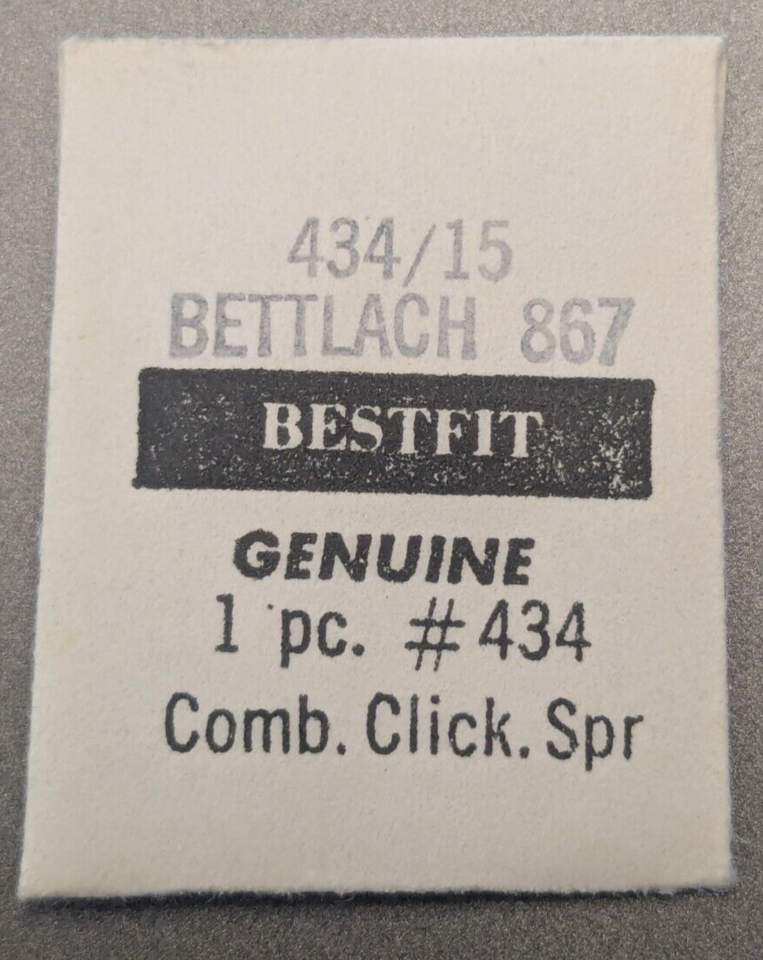 434/15
BETTLACH 867
BESTFIT
GENUINE
1 pc. #434
Comb. Click. Spr